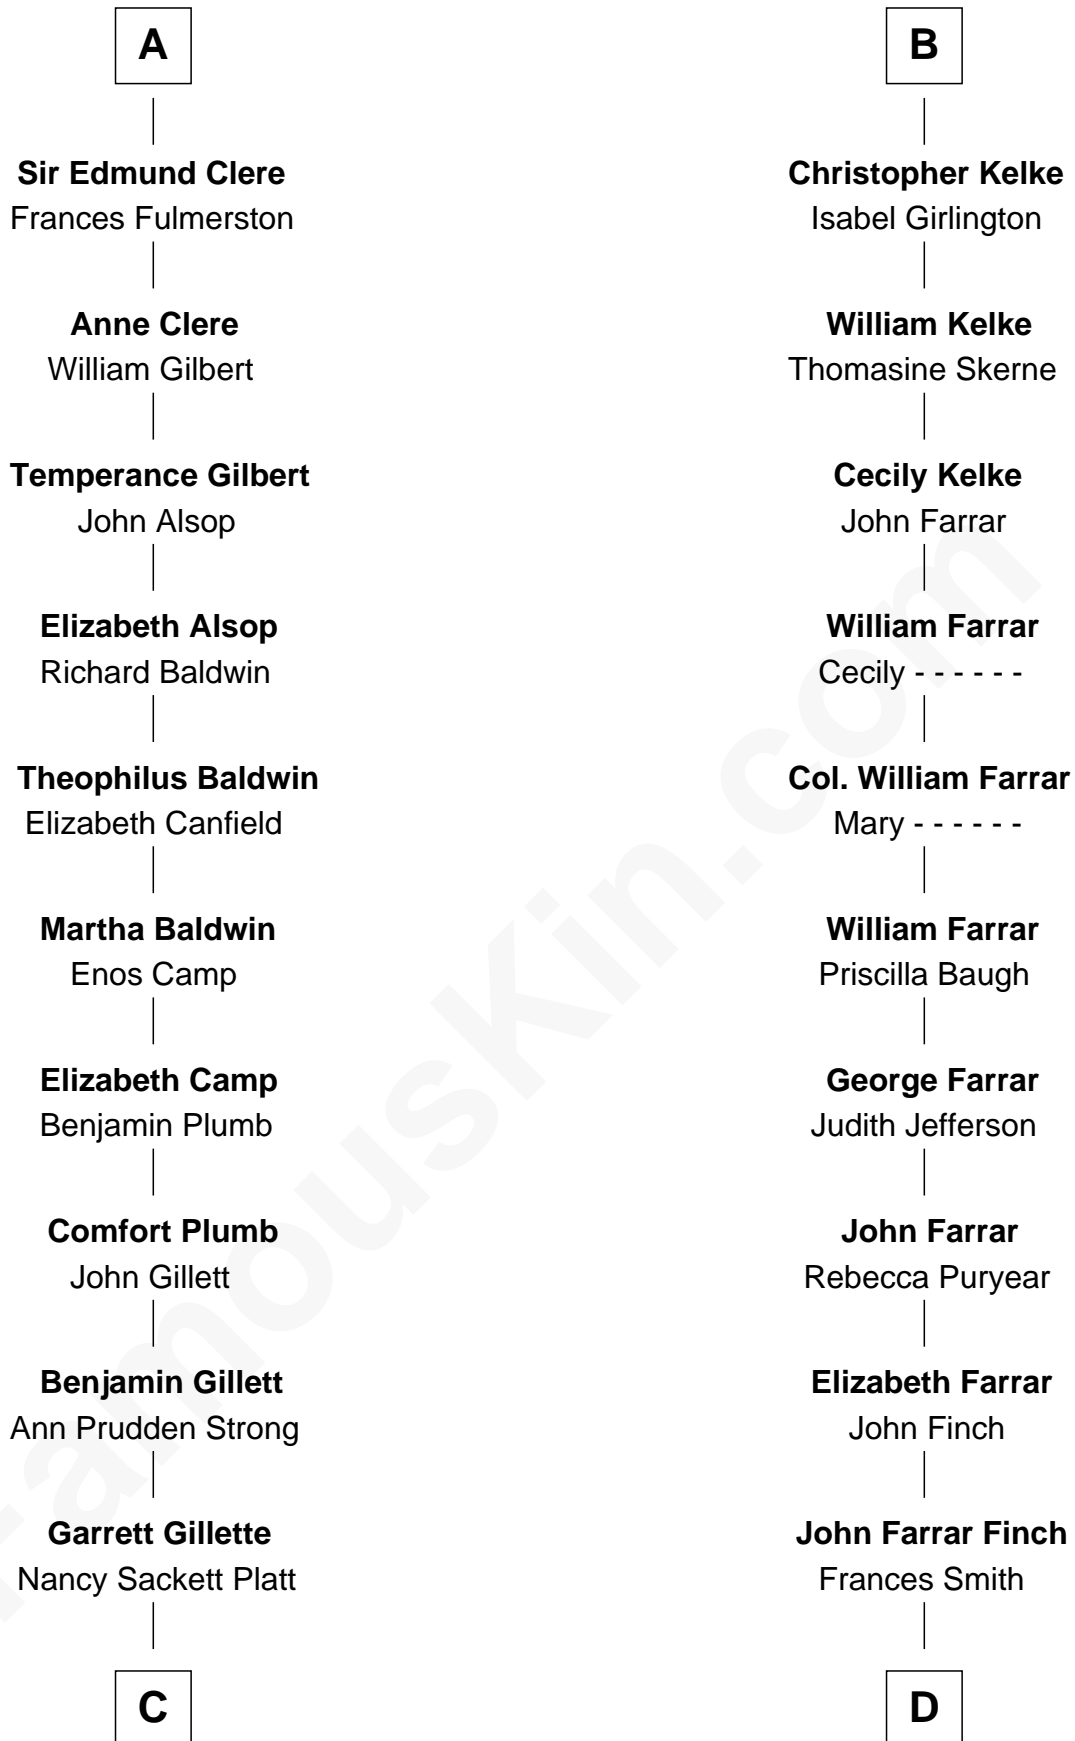 A
Sir Edmund Clere
Frances Fulmerston
Anne Clere
William Gilbert
Temperance Gilbert
John Alsop
Elizabeth Alsop
Richard Baldwin
Theophilus Baldwin
Elizabeth Canfield
Martha Baldwin
Enos Camp
Elizabeth Camp
Benjamin Plumb
Comfort Plumb
John Gillett
Benjamin Gillett
Ann Prudden Strong
Garrett Gillette
Nancy Sackett Platt
C
B
Christopher Kelke
Isabel Girlington
William Kelke
Thomasine Skerne
Cecily Kelke
John Farrar
William Farrar
Cecily - - - - - -
Col. William Farrar
Mary - - - - - -
William Farrar
Priscilla Baugh
George Farrar
Judith Jefferson
John Farrar
Rebecca Puryear
Elizabeth Farrar
John Finch
John Farrar Finch
Frances Smith
D
FamousKin.com